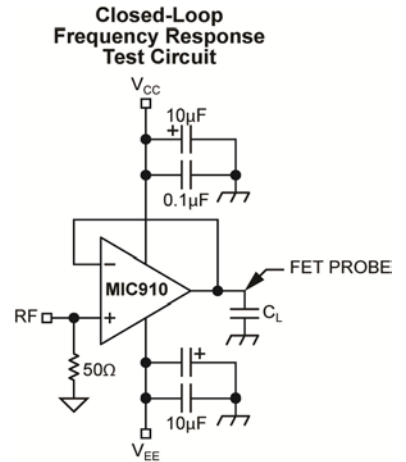 Closed-Loop
Frequency Response
Test Circuit
VCC
+ 10µF
0.1µF
−
MIC910
FET PROBE
RF
+
CL
50Ω
+
10µF
VEE